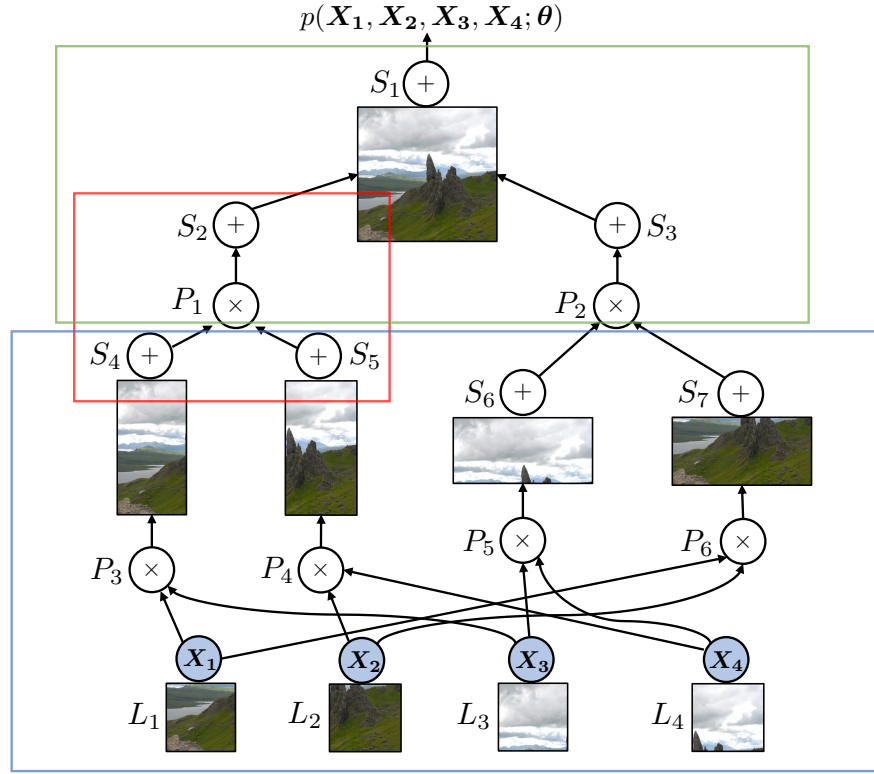 p(X₁, X₂, X₃, X₄; θ)
S₁ +
S₂ + + S₃
P₁ × P₂ ×
S₄ + + S₅
S₆ + S₇ +
P₅ × P₆ ×
P₃ × P₄ ×
X₁ X₂ X₃ X₄
L₁ L₂ L₃ L₄